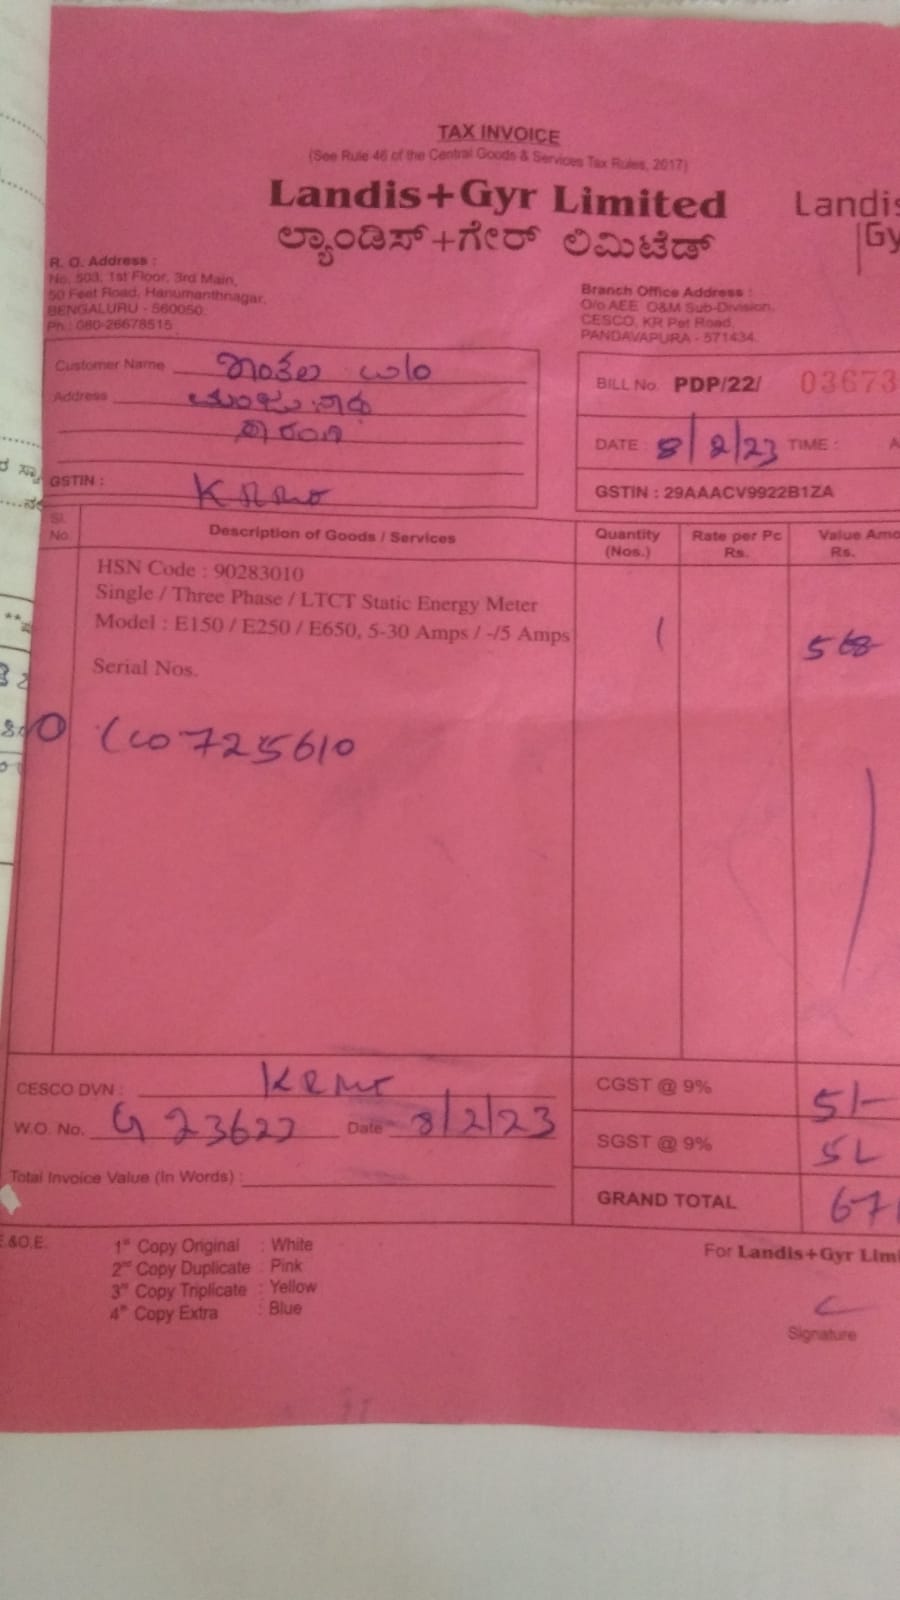 TAX INVOICE
(See Rule 46 of the Central Goods & Services Tax Rules, 2017)
Landis+Gyr Limited
Landis
Gy
ಲ್ಯಾಂಡಿಸ್+ಗೇರ್ ಲಿಮಿಟೆಡ್
R. O. Address :
No. 503, 1st Floor, 3rd Main,
50 Feet Road, Hanumanthnagar,
BENGALURU - 560050.
Ph : 080-26678515
Branch Office Address :
O/o AEE O&M Sub-Division,
CESCO, KR Pet Road,
PANDAVAPURA - 571434.
Customer Name
Address
GSTIN :
BILL No. PDP/22/ 03673
DATE : 8/2/23 TIME : A
GSTIN : 29AAACV9922B1ZA
Sl. No. Description of Goods / Services Quantity (Nos.) Rate per Pc Rs. Value Amo Rs.
HSN Code : 90283010
Single / Three Phase / LTCT Static Energy Meter
Model : E150 / E250 / E650, 5-30 Amps / -/5 Amps 1 568
Serial Nos.
CESCO DVN : KRMT
W.O. No. G 23623 Date 8/2/23
Total Invoice Value (In Words) :
CGST @ 9% 51-
SGST @ 9% 51
GRAND TOTAL 67
E.&O.E.
1st Copy Original : White
2nd Copy Duplicate : Pink
3rd Copy Triplicate : Yellow
4th Copy Extra : Blue
For Landis+Gyr Limi
Signature